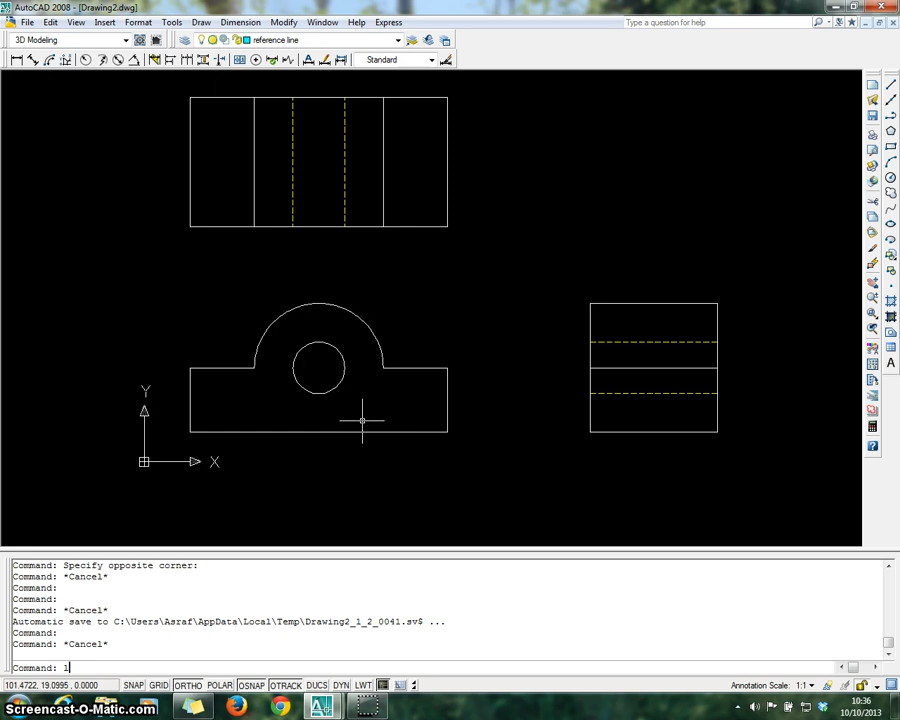 AutoCAD 2008 - [Drawing2.dwg]
File Edit View Insert Format Tools Draw Dimension Modify Window Help Express
Type a question for help
3D Modeling
reference line
Standard
A
Y
X
Command: Specify opposite corner:
Command: *Cancel*
Command:
Command:
Command: *Cancel*
Automatic save to C:\Users\Asraf\AppData\Local\Temp\Drawing2_1_2_0041.sv$ ...
Command:
Command: *Cancel*
Command: l
101.4722, 19.0995, 0.0000 SNAP GRID ORTHO POLAR OSNAP OTRACK DUCS DYN LWT Annotation Scale: 1:1
Screencast-O-Matic.com
10:36
10/10/2013